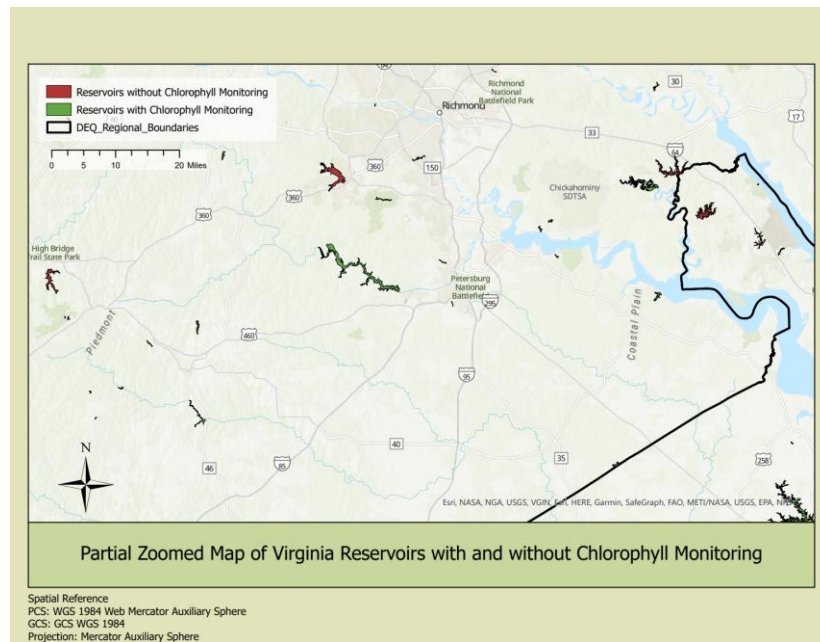 Reservoirs without Chlorophyll Monitoring
Reservoirs with Chlorophyll Monitoring
DEQ_Regional_Boundaries
0 5 10 20 Miles
64
Richmond
National
Battlefield Park
30
Richmond
17
33
64
360
360
150
360
Chickahominy
SDTSA
360
High Bridge
Trail State Park
Petersburg
National
Battlefield
295
Piedmont
460
Coastal Plain
95
40
35
46
85
258
N
Esri, NASA, NGA, USGS, VGIN, Esri, HERE, Garmin, SafeGraph, FAO, METI/NASA, USGS, EPA,
Partial Zoomed Map of Virginia Reservoirs with and without Chlorophyll Monitoring
Spatial Reference
PCS: WGS 1984 Web Mercator Auxiliary Sphere
GCS: GCS WGS 1984
Projection: Mercator Auxiliary Sphere